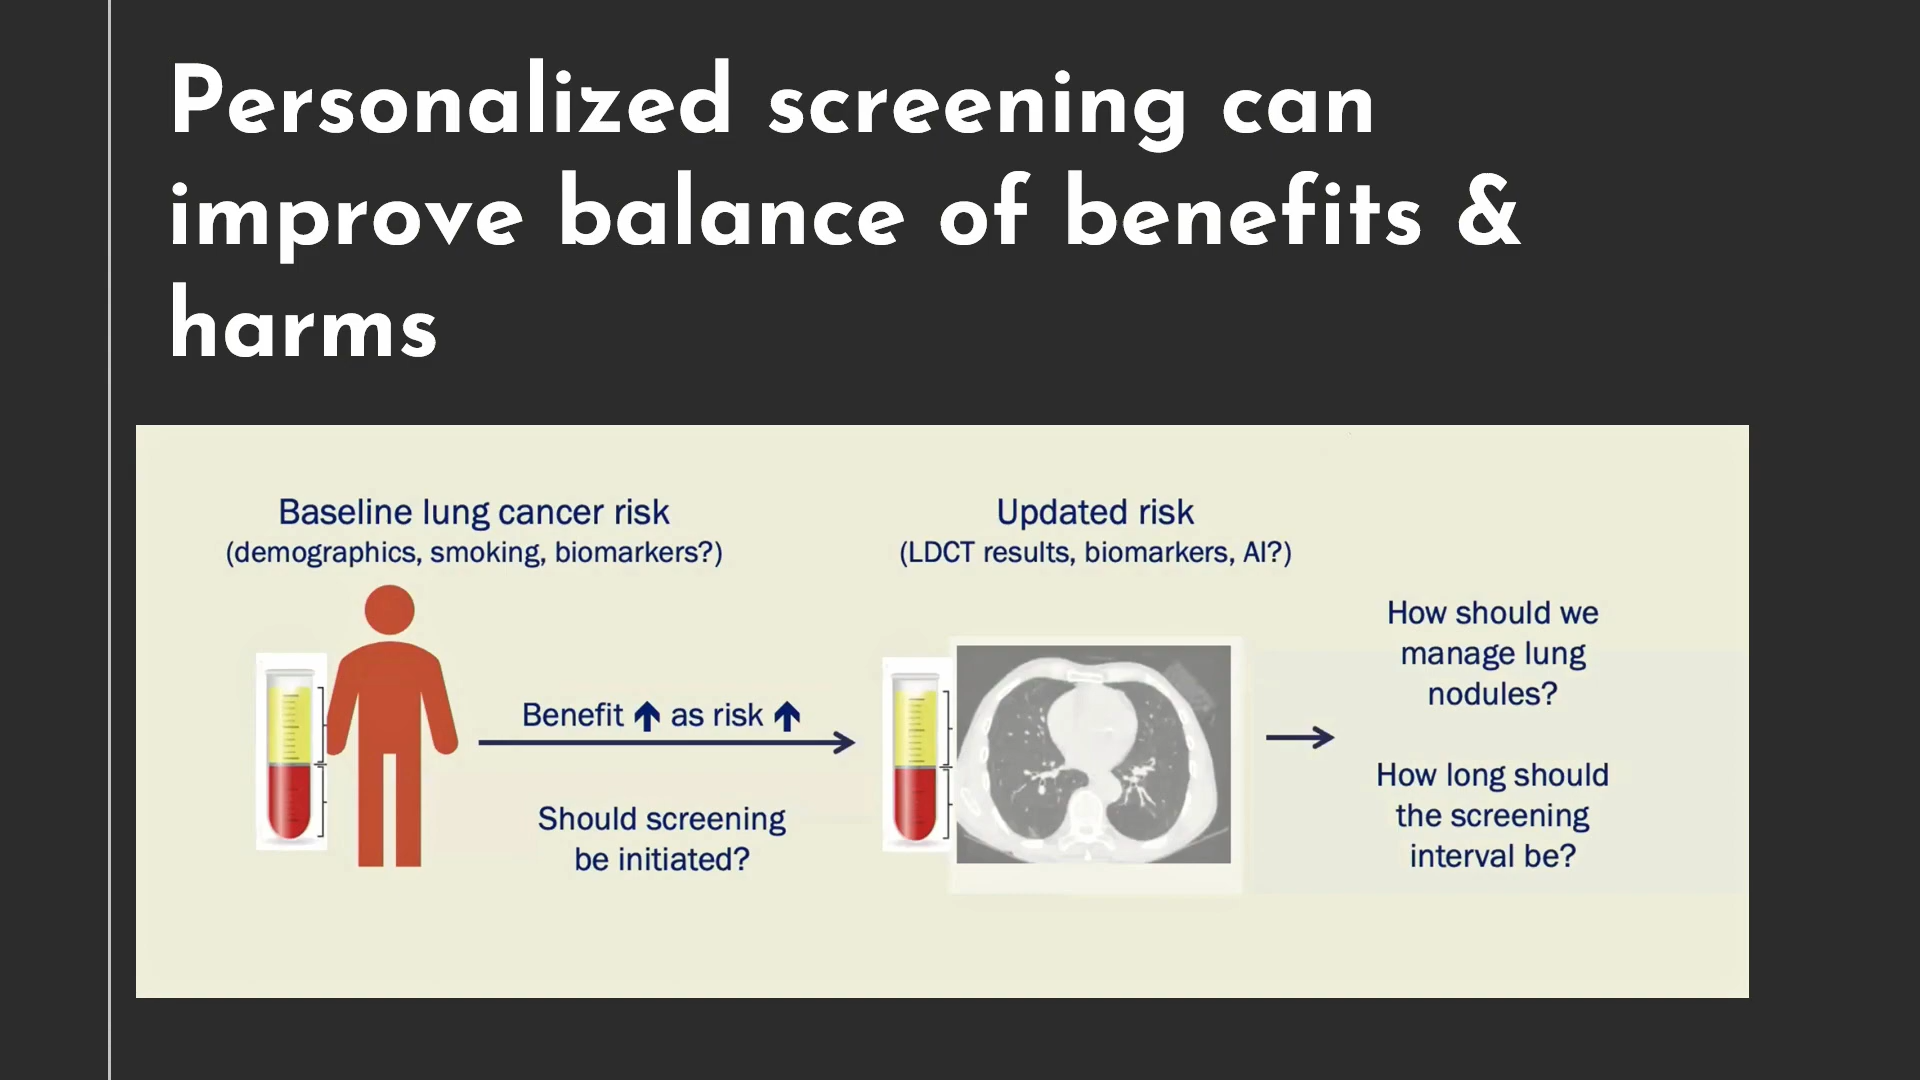 Personalized screening can
improve balance of benefits &
harms
Baseline lung cancer risk
(demographics, smoking, biomarkers?)
Benefit ↑ as risk ↑
Should screening
be initiated?
Updated risk
(LDCT results, biomarkers, AI?)
How should we
manage lung
nodules?
How long should
the screening
interval be?